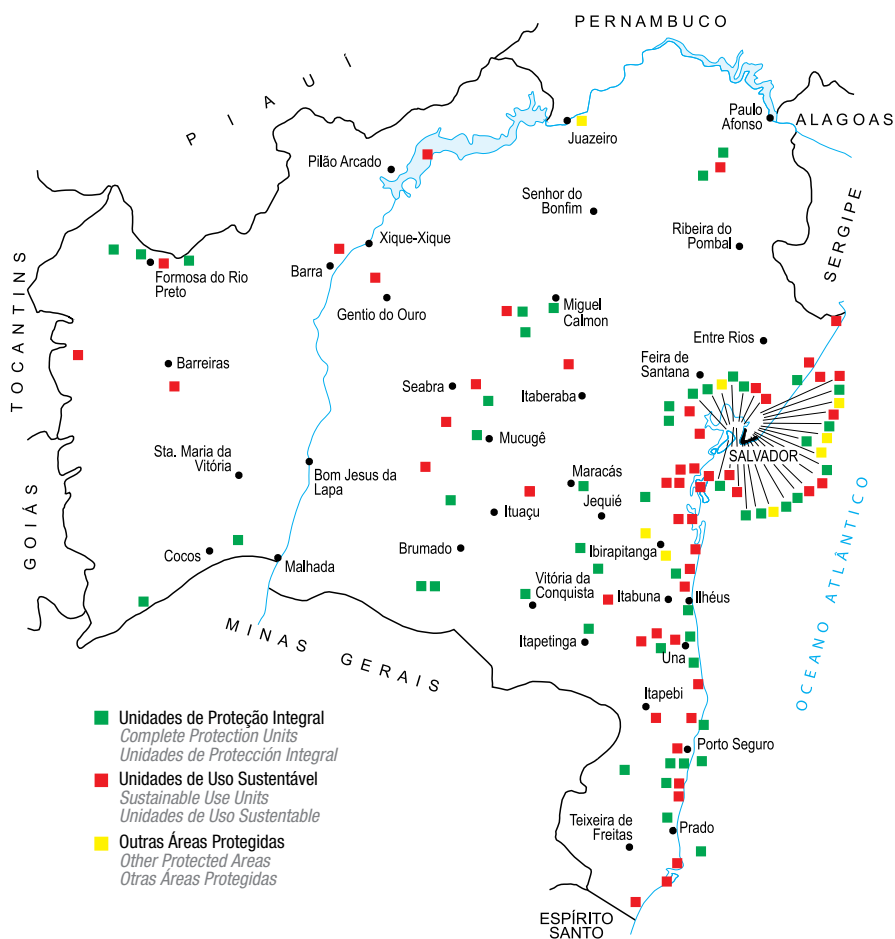 PERNAMBUCO
PIAUÍ
Paulo
Afonso
ALAGOAS
Juazeiro
Pilão Arcado
Senhor do
Bonfim
Ribeira do
Pombal
SERGIPE
Xique-Xique
Barra
Formosa do Rio
Preto
TOCANTINS
Gentio do Ouro
Miguel
Calmon
Entre Rios
Feira de
Santana
Barreiras
Seabra
Itaberaba
Mucugê
SALVADOR
Sta. Maria da
Vitória
Bom Jesus da
Lapa
Maracás
Jequié
Ituaçu
GOIÁS
Cocos
Malhada
Brumado
Ibirapitanga
Vitória da
Conquista
Itabuna
Ilhéus
OCEANO ATLÂNTICO
MINAS GERAIS
Itapetinga
Una
Itapebi
Porto Seguro
Teixeira de
Freitas
Prado
ESPÍRITO
SANTO
Unidades de Proteção Integral
Complete Protection Units
Unidades de Protección Integral
Unidades de Uso Sustentável
Sustainable Use Units
Unidades de Uso Sustentable
Outras Áreas Protegidas
Other Protected Areas
Otras Áreas Protegidas